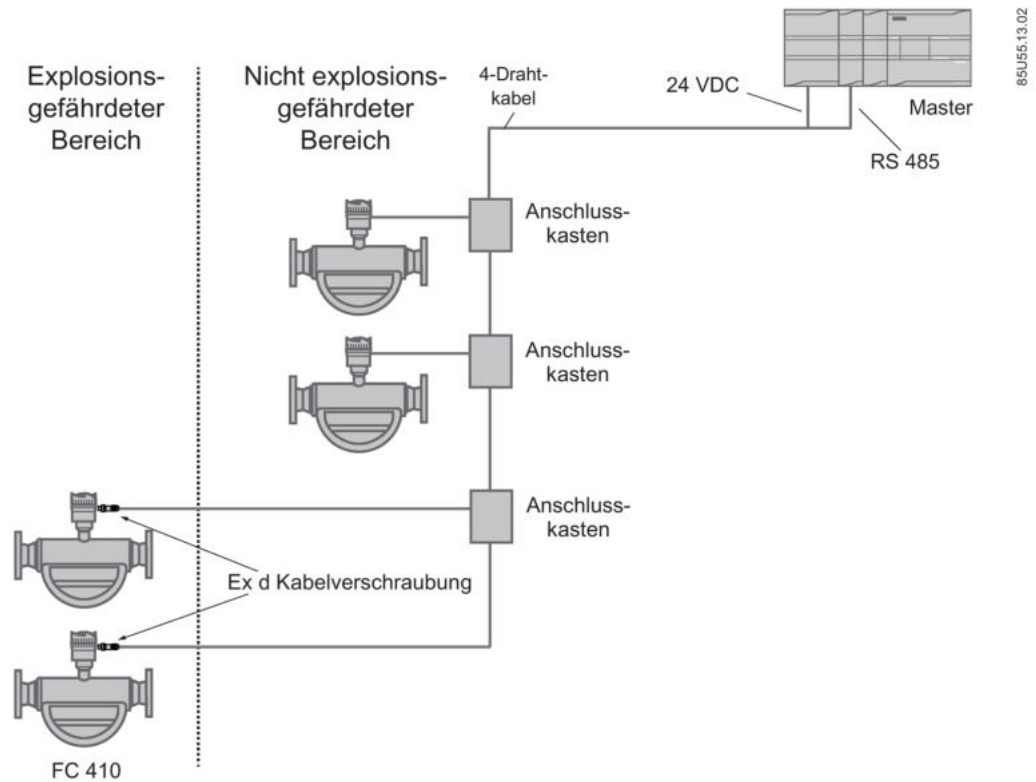 Explosions-
gefährdeter
Bereich
Nicht explosions-
gefährdeter
Bereich
4-Draht-
kabel
24 VDC
Master
RS 485
85U55.13.02
Anschluss-
kasten
Anschluss-
kasten
Anschluss-
kasten
Ex d Kabelverschraubung
FC 410